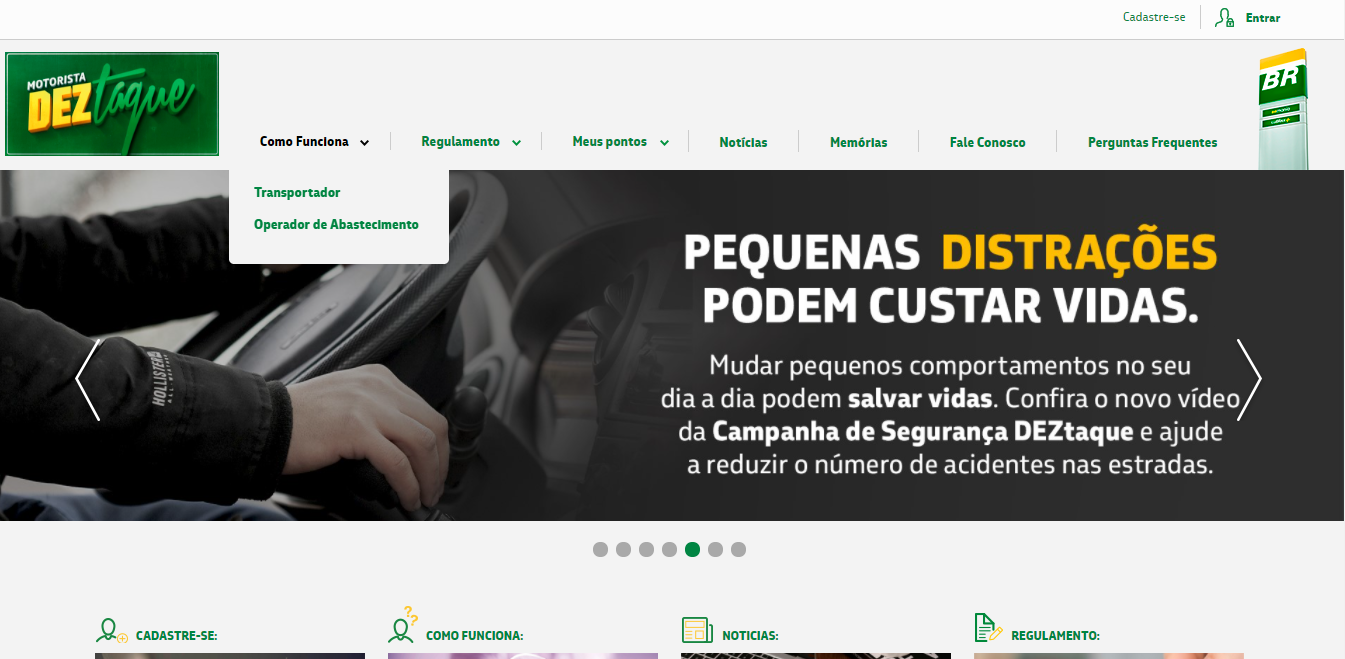 Cadastre-se
Entrar
MOTORISTA
DEZtaque
BR
Como Funciona
Regulamento
Meus pontos
Notícias
Memórias
Fale Conosco
Perguntas Frequentes
Transportador
Operador de Abastecimento
PEQUENAS DISTRAÇÕES
PODEM CUSTAR VIDAS.
Mudar pequenos comportamentos no seu
dia a dia podem salvar vidas. Confira o novo vídeo
da Campanha de Segurança DEZtaque e ajude
a reduzir o número de acidentes nas estradas.
HOLLISTER
CADASTRE-SE:
COMO FUNCIONA:
NOTICIAS:
REGULAMENTO: